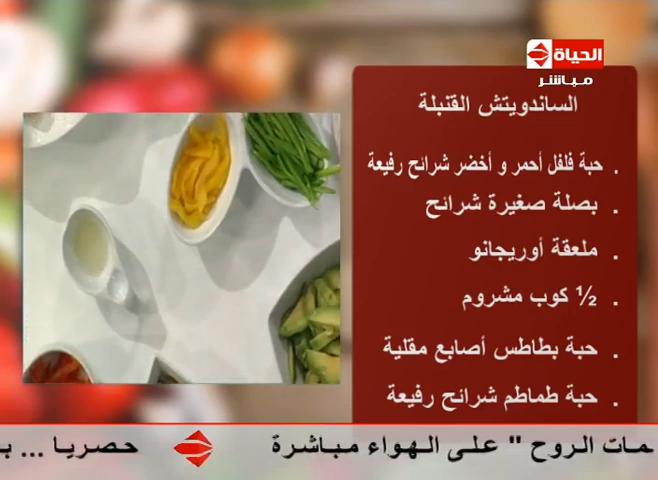 الحياة
مباشر
الساندويتش القنبلة
. حبة فلفل أحمر و أخضر شرائح رفيعة
. بصلة صغيرة شرائح
. ملعقة أوريجانو
. ½ كوب مشروم
. حبة بطاطس أصابع مقلية
. حبة طماطم شرائح رفيعة
الروح " على الهواء مباشرة حصريا ...